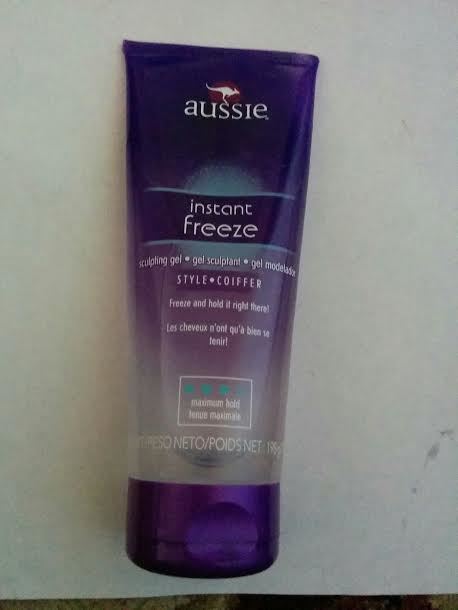 aussie
instant
freeze
sculpting gel • gel sculptant • gel modelador
STYLE•COIFFER
Freeze and hold it right there!
Les cheveux n'ont qu'à bien se
tenir!
maximum hold
tenue maximale
PESO NETO/POIDS NET